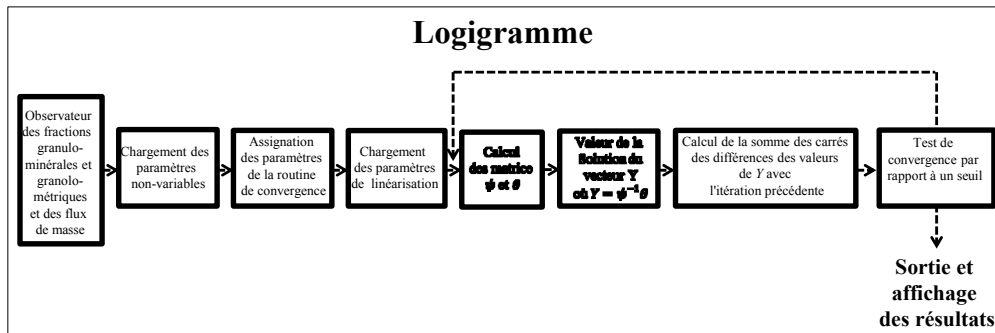 Logigramme
Observateur
des fractions
granulo-
minérales et
granolo-
métriques
et des flux
de masse
Chargement des
paramètres
non-variables
Assignation
des paramètres
de la routine
de convergence
Chargement
des paramètres
de linéarisation
Calcul
des matrice
ψ et θ
Valeur de la
Solution du
vecteur Y
où Y = ψ⁻¹θ
Calcul de la somme des carrés
des différences des valeurs
de Y avec
l'itération précédente
Test de
convergence par
rapport à un seuil
Sortie et
affichage
des résultats